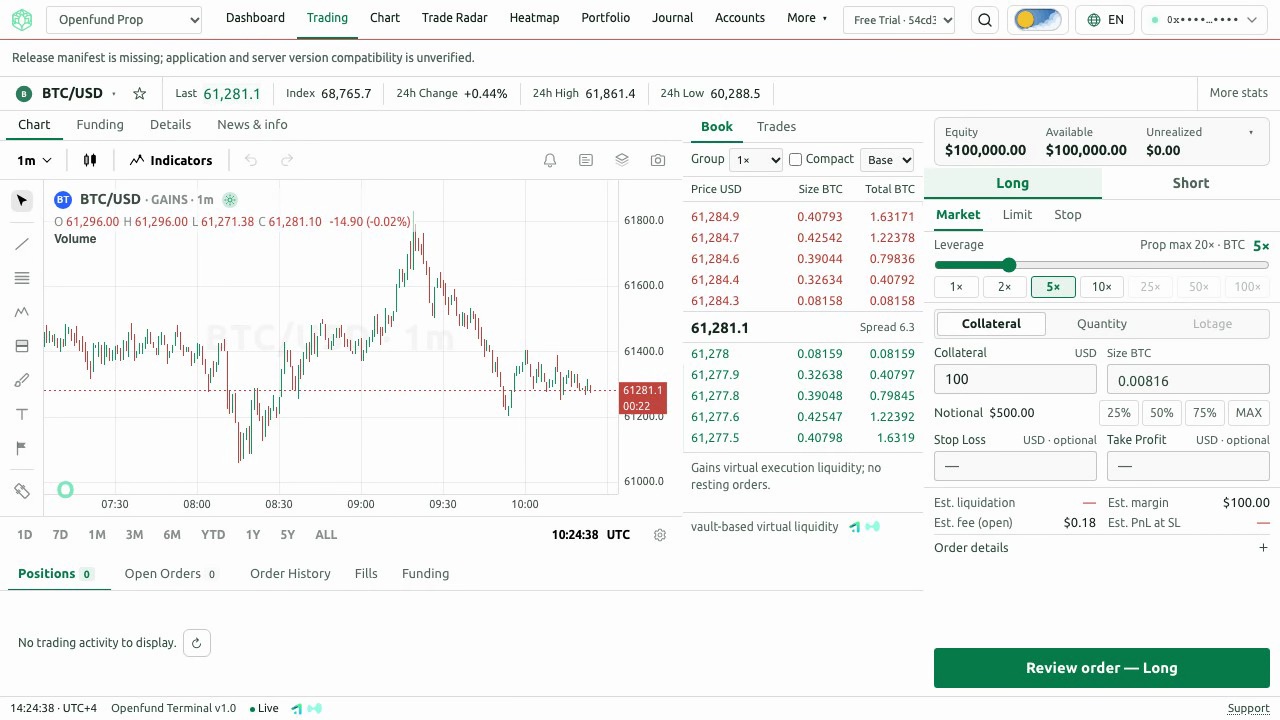 Openfund Prop Dashboard Trading Chart Trade Radar Heatmap Portfolio Journal Accounts More Free Trial · 54cd3 EN 0x••••…••••
Release manifest is missing; application and server version compatibility is unverified.
B BTC/USD · Last 61,281.1 Index 68,765.7 24h Change +0.44% 24h High 61,861.4 24h Low 60,288.5 More stats
Chart Funding Details News & info
1m Indicators
BT BTC/USD · GAINS · 1m
O 61,296.00 H 61,296.00 L 61,271.38 C 61,281.10 -14.90 (-0.02%)
Volume
BTC/USD · 1m
61800.0
61600.0
61400.0
61281.1
00:22
61200.0
61000.0
07:30 08:00 08:30 09:00 09:30 10:00
1D 7D 1M 3M 6M YTD 1Y 5Y ALL 10:24:38 UTC
Book Trades
Group 1× Compact Base
Price USD Size BTC Total BTC
61,284.9 0.40793 1.63171
61,284.7 0.42542 1.22378
61,284.6 0.39044 0.79836
61,284.4 0.32634 0.40792
61,284.3 0.08158 0.08158
61,281.1 Spread 6.3
61,278 0.08159 0.08159
61,277.9 0.32638 0.40797
61,277.8 0.39048 0.79845
61,277.6 0.42547 1.22392
61,277.5 0.40798 1.6319
Gains virtual execution liquidity; no
resting orders.
vault-based virtual liquidity
Equity Available Unrealized
$100,000.00 $100,000.00 $0.00
Long Short
Market Limit Stop
Leverage Prop max 20× · BTC 5×
1× 2× 5× 10× 25× 50× 100×
Collateral Quantity Lotage
Collateral USD Size BTC
100 0.00816
Notional $500.00 25% 50% 75% MAX
Stop Loss USD · optional Take Profit USD · optional
— —
Est. liquidation — Est. margin $100.00
Est. fee (open) $0.18 Est. PnL at SL —
Order details +
Review order — Long
Positions 0 Open Orders 0 Order History Fills Funding
No trading activity to display.
14:24:38 · UTC+4 Openfund Terminal v1.0 Live Support